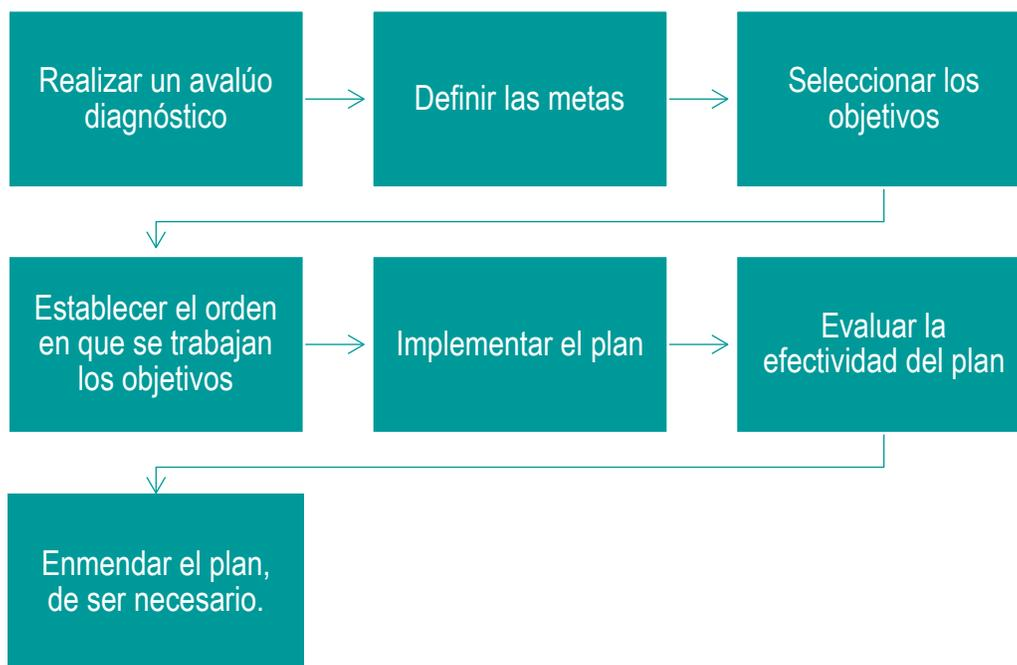 Realizar un avalúo
diagnóstico
Definir las metas
Seleccionar los
objetivos
Establecer el orden
en que se trabajan
los objetivos
Implementar el plan
Evaluar la
efectividad del plan
Enmendar el plan,
de ser necesario.